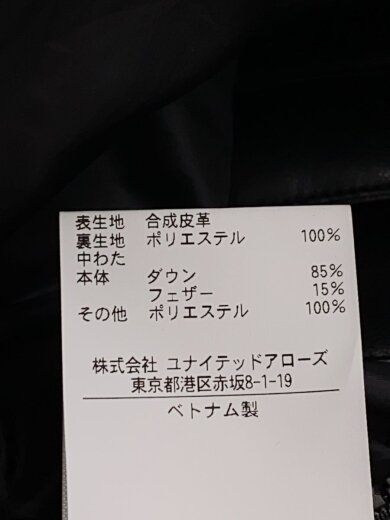 表生地 合成皮革
裏生地 ポリエステル 100%
中わた
本体 ダウン 85%
フェザー 15%
その他 ポリエステル 100%
株式会社 ユナイテッドアローズ
東京都港区赤坂8-1-19
ベトナム製